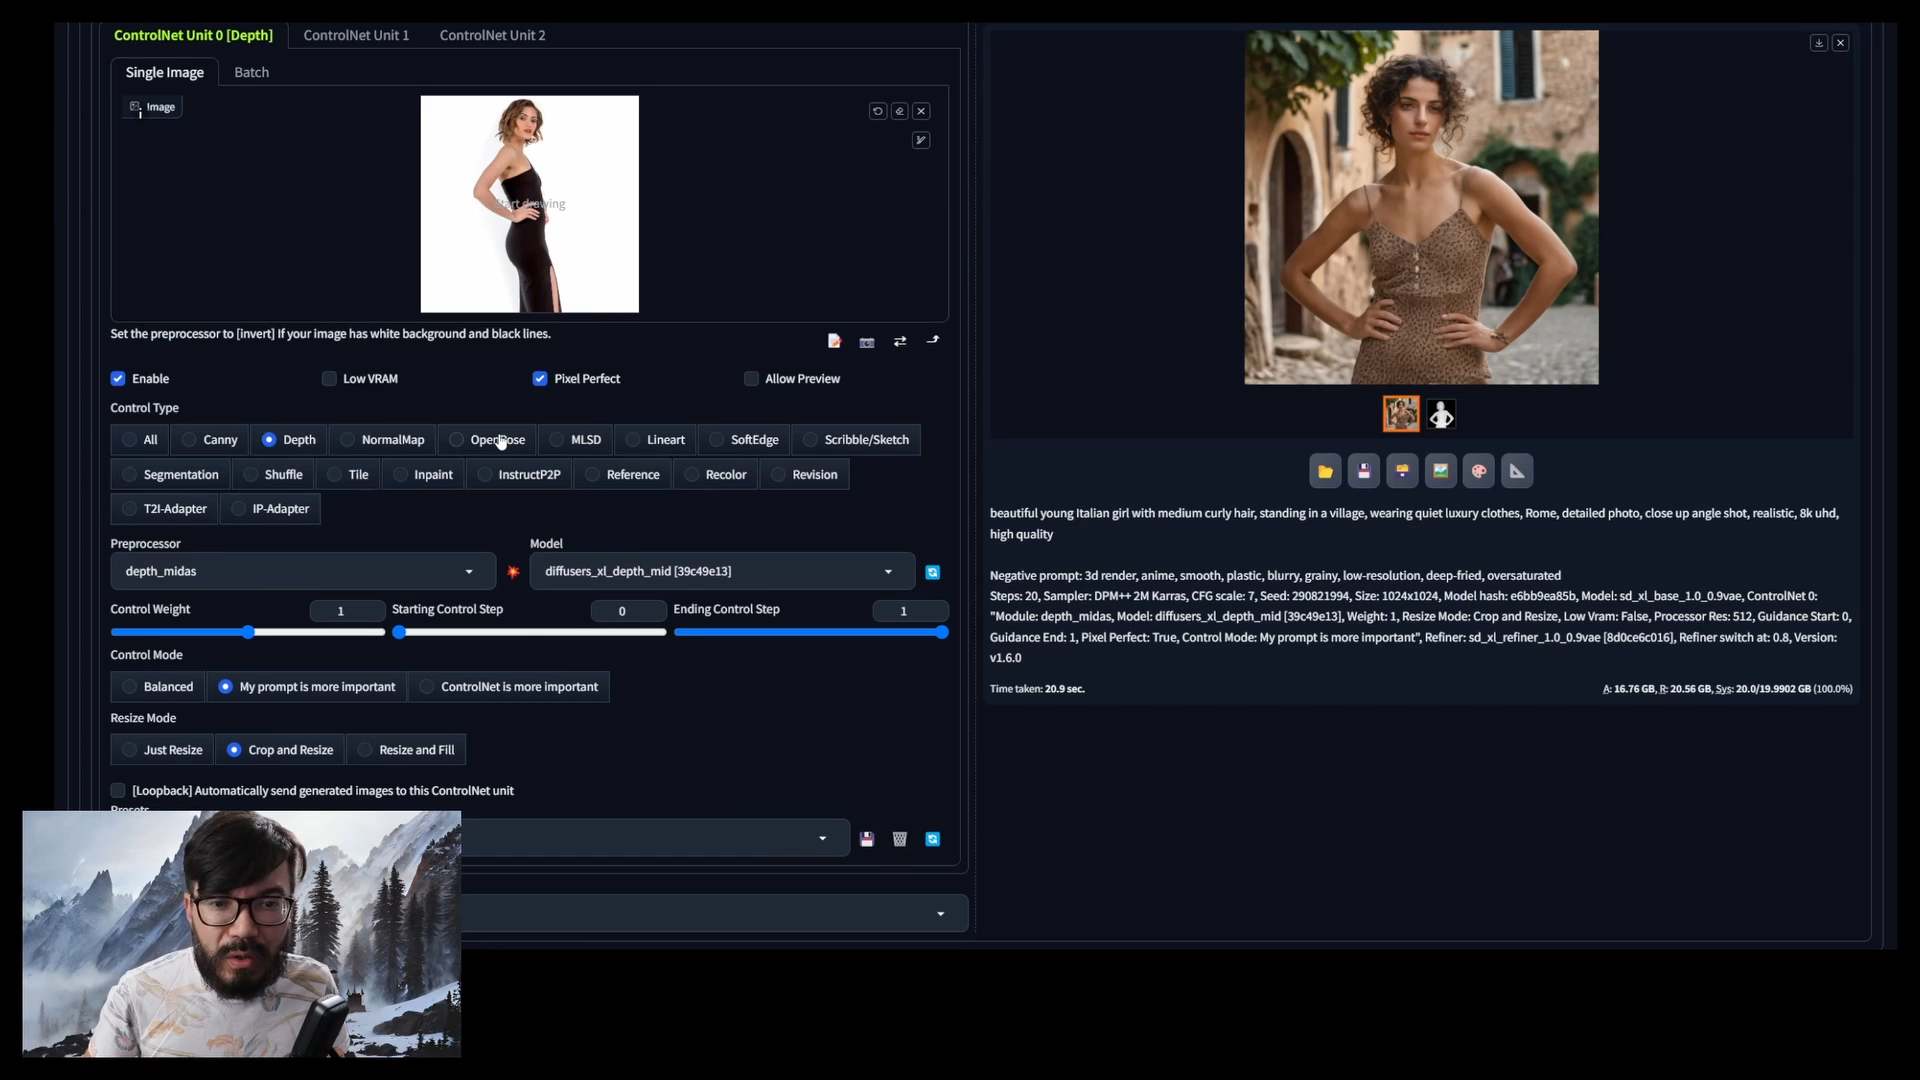 ControlNet Unit 0 [Depth] ControlNet Unit 1 ControlNet Unit 2
Single Image Batch
Image
Start drawing
Set the preprocessor to [invert] If your image has white background and black lines.
Enable Low VRAM Pixel Perfect Allow Preview
Control Type
All Canny Depth NormalMap OpenPose MLSD Lineart SoftEdge Scribble/Sketch
Segmentation Shuffle Tile Inpaint InstructP2P Reference Recolor Revision
T2I-Adapter IP-Adapter
Preprocessor Model
depth_midas diffusers_xl_depth_mid [39c49e13]
Control Weight 1 Starting Control Step 0 Ending Control Step 1
Control Mode
Balanced My prompt is more important ControlNet is more important
Resize Mode
Just Resize Crop and Resize Resize and Fill
[Loopback] Automatically send generated images to this ControlNet unit
Presets
beautiful young Italian girl with medium curly hair, standing in a village, wearing quiet luxury clothes, Rome, detailed photo, close up angle shot, realistic, 8k uhd,
high quality
Negative prompt: 3d render, anime, smooth, plastic, blurry, grainy, low-resolution, deep-fried, oversaturated
Steps: 20, Sampler: DPM++ 2M Karras, CFG scale: 7, Seed: 290821994, Size: 1024x1024, Model hash: e6bb9ea85b, Model: sd_xl_base_1.0_0.9vae, ControlNet 0:
"Module: depth_midas, Model: diffusers_xl_depth_mid [39c49e13], Weight: 1, Resize Mode: Crop and Resize, Low Vram: False, Processor Res: 512, Guidance Start: 0,
Guidance End: 1, Pixel Perfect: True, Control Mode: My prompt is more important", Refiner: sd_xl_refiner_1.0_0.9vae [8d0ce6c016], Refiner switch at: 0.8, Version:
v1.6.0
Time taken: 20.9 sec. A: 16.76 GB, R: 20.56 GB, Sys: 20.0/19.9902 GB (100.0%)